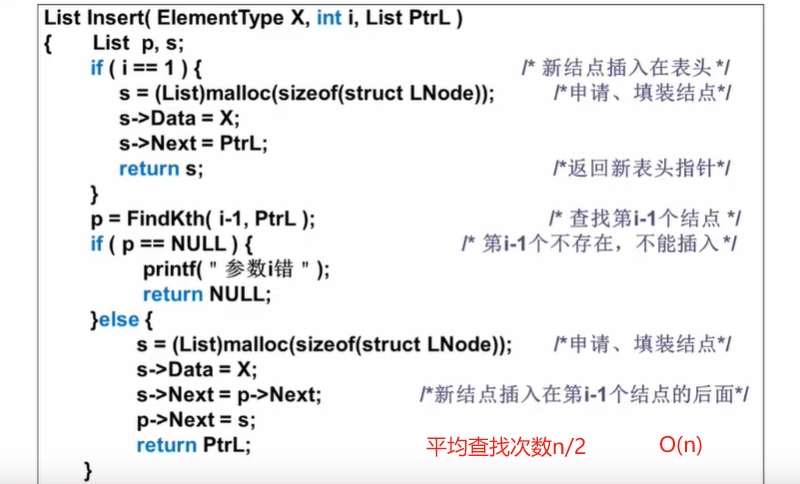 List Insert( ElementType X, int i, List PtrL )
{ List p, s;
if ( i == 1 ) { /* 新结点插入在表头*/
s = (List)malloc(sizeof(struct LNode)); /*申请、填装结点*/
s->Data = X;
s->Next = PtrL;
return s; /*返回新表头指针*/
}
p = FindKth( i-1, PtrL ); /* 查找第i-1个结点 */
if ( p == NULL ) { /* 第i-1个不存在，不能插入 */
printf( " 参数i错 " );
return NULL;
}else {
s = (List)malloc(sizeof(struct LNode)); /*申请、填装结点*/
s->Data = X;
s->Next = p->Next; /*新结点插入在第i-1个结点的后面*/
p->Next = s;
return PtrL; 平均查找次数n/2 O(n)
}